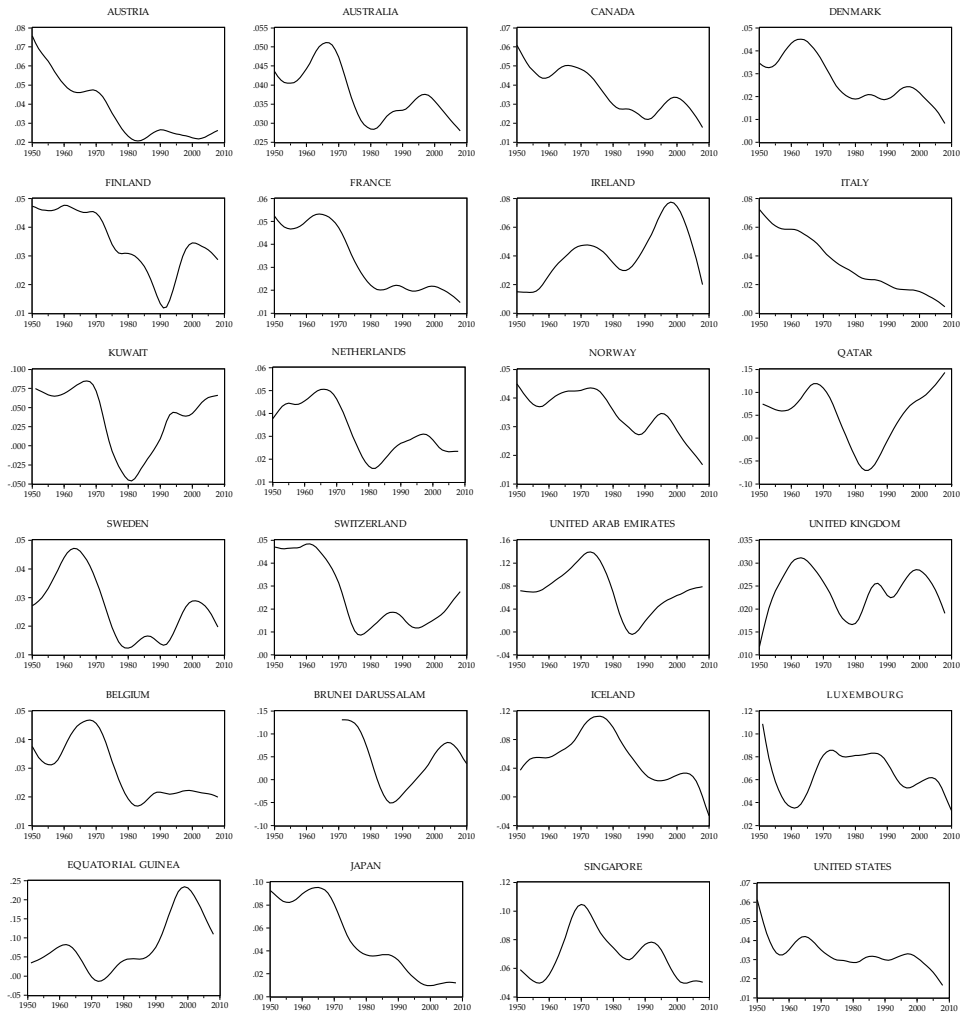 AUSTRIA AUSTRALIA CANADA DENMARK
.08 .055 .07 .05
.07 .050 .06 .04
.06 .045 .05 .03
.05 .040 .04 .02
.04 .035 .03 .01
.03 .030 .02 .00
.02 .025 .01
1950 1960 1970 1980 1990 2000 2010 1950 1960 1970 1980 1990 2000 2010 1950 1960 1970 1980 1990 2000 2010 1950 1960 1970 1980 1990 2000 2010
FINLAND FRANCE IRELAND ITALY
.05 .06 .08 .08
.04 .05 .06 .06
.03 .04 .04 .04
.02 .03 .02 .02
.01 .02 .00 .00
.01
1950 1960 1970 1980 1990 2000 2010 1950 1960 1970 1980 1990 2000 2010 1950 1960 1970 1980 1990 2000 2010 1950 1960 1970 1980 1990 2000 2010
KUWAIT NETHERLANDS NORWAY QATAR
.100 .06 .05 .15
.075 .05 .04 .10
.050 .04 .03 .05
.025 .03 .02 .00
.000 .02 .01 -.05
-.025 .01 -.10
-.050
1950 1960 1970 1980 1990 2000 2010 1950 1960 1970 1980 1990 2000 2010 1950 1960 1970 1980 1990 2000 2010 1950 1960 1970 1980 1990 2000 2010
SWEDEN SWITZERLAND UNITED ARAB EMIRATES UNITED KINGDOM
.05 .05 .16 .035
.04 .04 .12 .030
.03 .03 .08 .025
.02 .02 .04 .020
.01 .01 .00 .015
.00 -.04 .010
1950 1960 1970 1980 1990 2000 2010 1950 1960 1970 1980 1990 2000 2010 1950 1960 1970 1980 1990 2000 2010 1950 1960 1970 1980 1990 2000 2010
BELGIUM BRUNEI DARUSSALAM ICELAND LUXEMBOURG
.05 .15 .12 .12
.04 .10 .08 .10
.03 .05 .04 .08
.02 .00 .00 .06
.01 -.05 -.04 .04
-.10 .02
1950 1960 1970 1980 1990 2000 2010 1950 1960 1970 1980 1990 2000 2010 1950 1960 1970 1980 1990 2000 2010 1950 1960 1970 1980 1990 2000 2010
EQUATORIAL GUINEA JAPAN SINGAPORE UNITED STATES
.25 .10 .12 .07
.20 .08 .10 .06
.15 .06 .08 .05
.10 .04 .06 .04
.05 .02 .04 .03
.00 .00 .02
-.05 .01
1950 1960 1970 1980 1990 2000 2010 1950 1960 1970 1980 1990 2000 2010 1950 1960 1970 1980 1990 2000 2010 1950 1960 1970 1980 1990 2000 2010